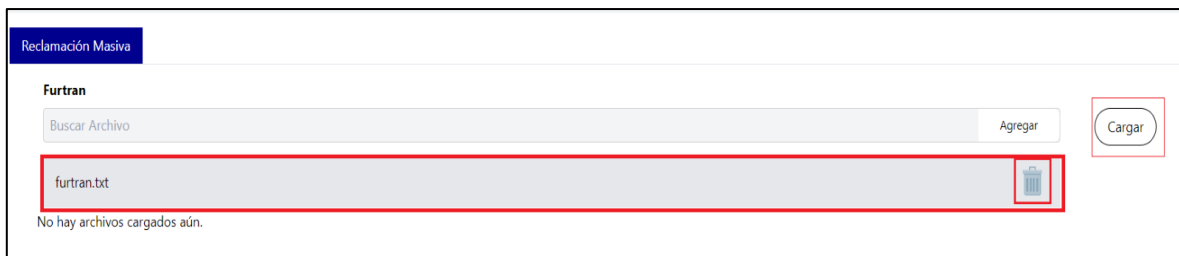 Reclamación Masiva
Furtran
Buscar Archivo Agregar Cargar
furtran.txt
No hay archivos cargados aún.